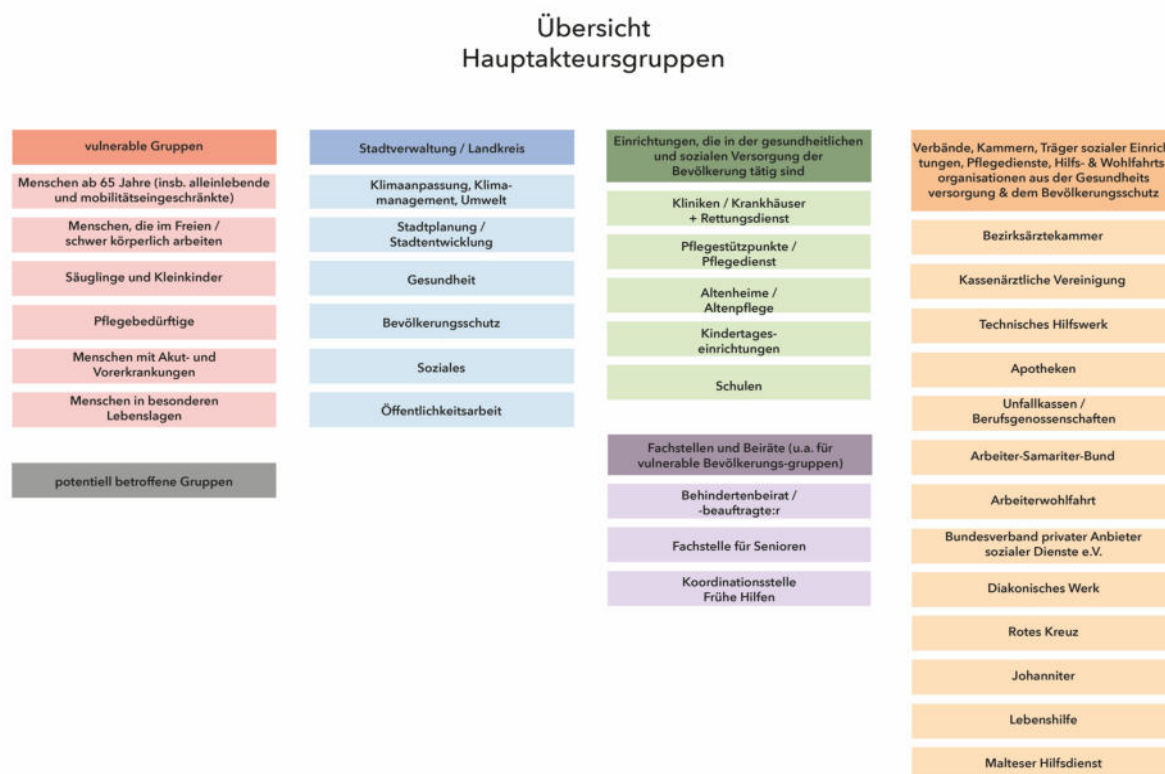 Übersicht
Hauptakteursgruppen
vulnerable Gruppen
Menschen ab 65 Jahre (insb. alleinlebende
und mobilitätseingeschränkte)
Menschen, die im Freien /
schwer körperlich arbeiten
Säuglinge und Kleinkinder
Pflegebedürftige
Menschen mit Akut- und
Vorerkrankungen
Menschen in besonderen
Lebenslagen
potentiell betroffene Gruppen
Stadtverwaltung / Landkreis
Klimaanpassung, Klima-
management, Umwelt
Stadtplanung /
Stadtentwicklung
Gesundheit
Bevölkerungsschutz
Soziales
Öffentlichkeitsarbeit
Einrichtungen, die in der gesundheitlichen
und sozialen Versorgung der
Bevölkerung tätig sind
Kliniken / Krankhäuser
+ Rettungsdienst
Pflegestützpunkte /
Pflegedienst
Altenheime /
Altenpflege
Kindertages-
einrichtungen
Schulen
Fachstellen und Beiräte (u.a. für
vulnerable Bevölkerungs-gruppen)
Behindertenbeirat /
-beauftragte:r
Fachstelle für Senioren
Koordinationsstelle
Frühe Hilfen
Verbände, Kammern, Träger sozialer Einrich
tungen, Pflegedienste, Hilfs- & Wohlfahrts
organisationen aus der Gesundheits
versorgung & dem Bevölkerungsschutz
Bezirksärztekammer
Kassenärztliche Vereinigung
Technisches Hilfswerk
Apotheken
Unfallkassen /
Berufsgenossenschaften
Arbeiter-Samariter-Bund
Arbeiterwohlfahrt
Bundesverband privater Anbieter
sozialer Dienste e.V.
Diakonisches Werk
Rotes Kreuz
Johanniter
Lebenshilfe
Malteser Hilfsdienst